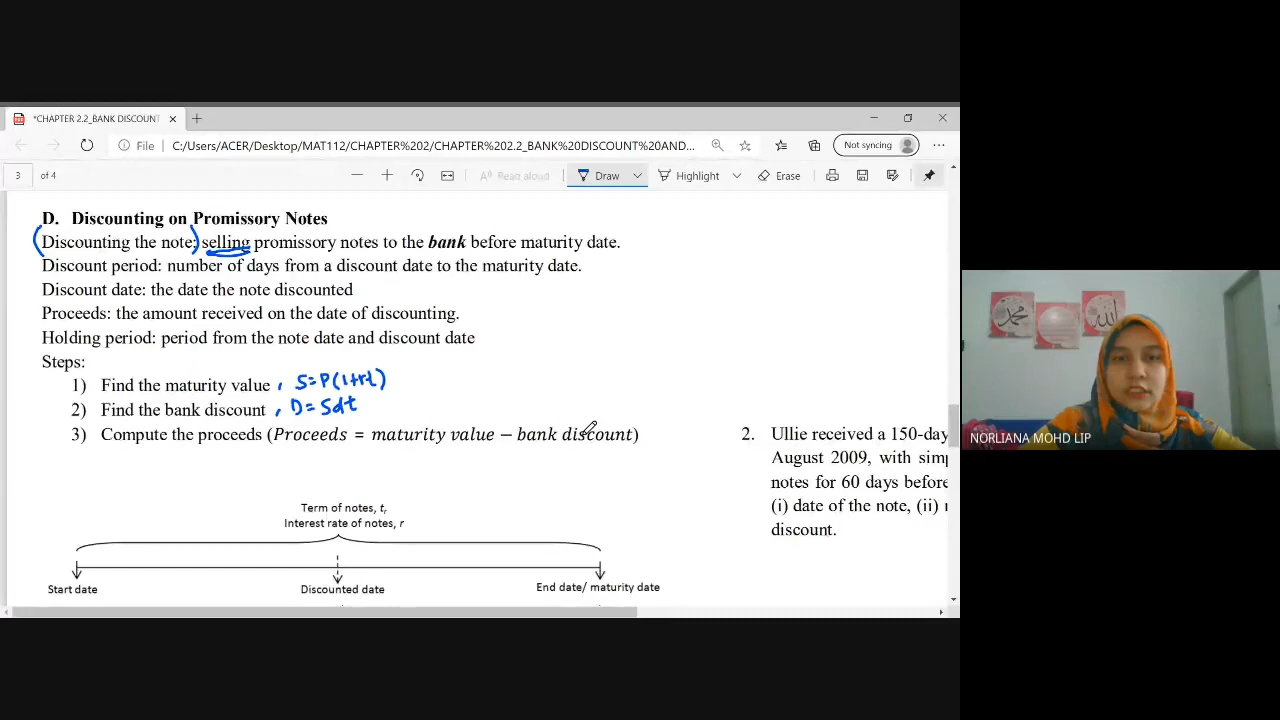 *CHAPTER 2.2_BANK DISCOUNT
File C:/Users/ACER/Desktop/MAT112/CHAPTER%202/CHAPTER%202.2_BANK%20DISCOUNT%20AND... Not syncing
3 of 4 Read aloud Draw Highlight Erase
D. Discounting on Promissory Notes
(Discounting the note:) selling promissory notes to the bank before maturity date.
Discount period: number of days from a discount date to the maturity date.
Discount date: the date the note discounted
Proceeds: the amount received on the date of discounting.
Holding period: period from the note date and discount date
Steps:
1) Find the maturity value , S=P(1+rt)
2) Find the bank discount , D=Sdt
3) Compute the proceeds (Proceeds = maturity value − bank discount)
Term of notes, tr
Interest rate of notes, r
Start date
Discounted date
End date/ maturity date
2. Ullie received a 150-day
August 2009, with simp
notes for 60 days before
(i) date of the note, (ii)
discount.
محمد
الله
NORLIANA MOHD LIP